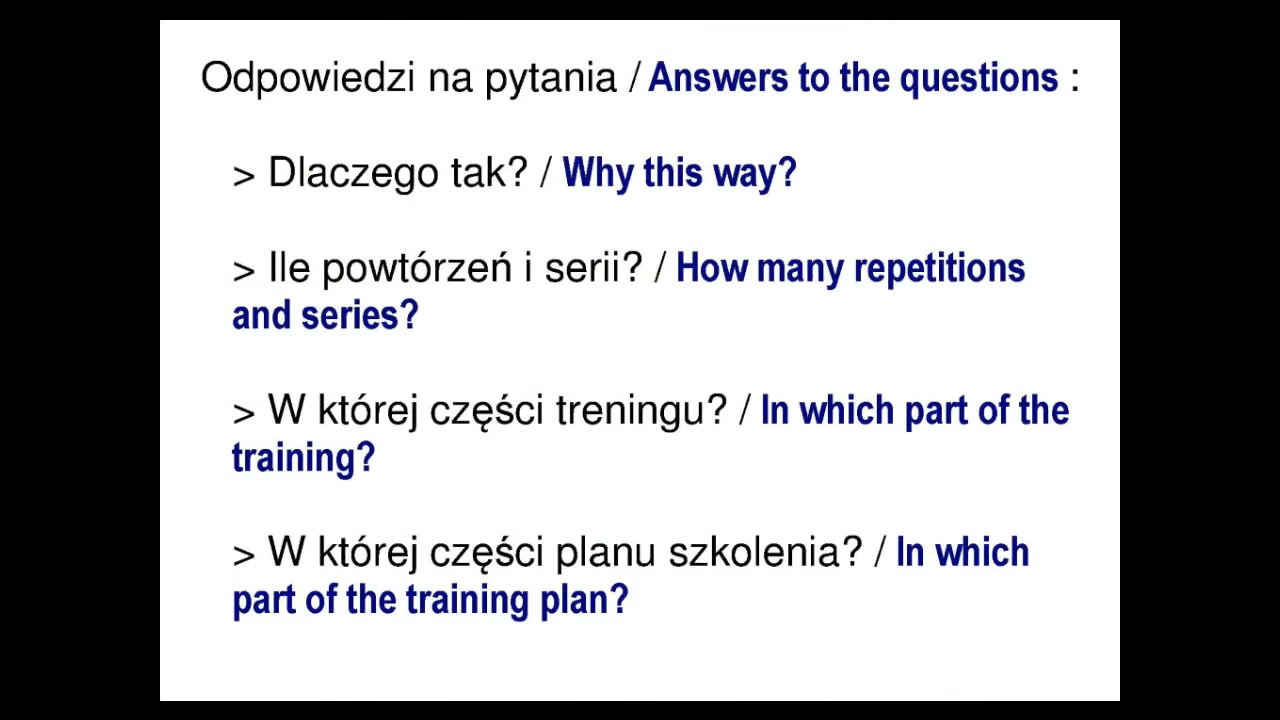 Odpowiedzi na pytania / Answers to the questions :
> Dlaczego tak? / Why this way?
> Ile powtórzeń i serii? / How many repetitions
and series?
> W której części treningu? / In which part of the
training?
> W której części planu szkolenia? / In which
part of the training plan?